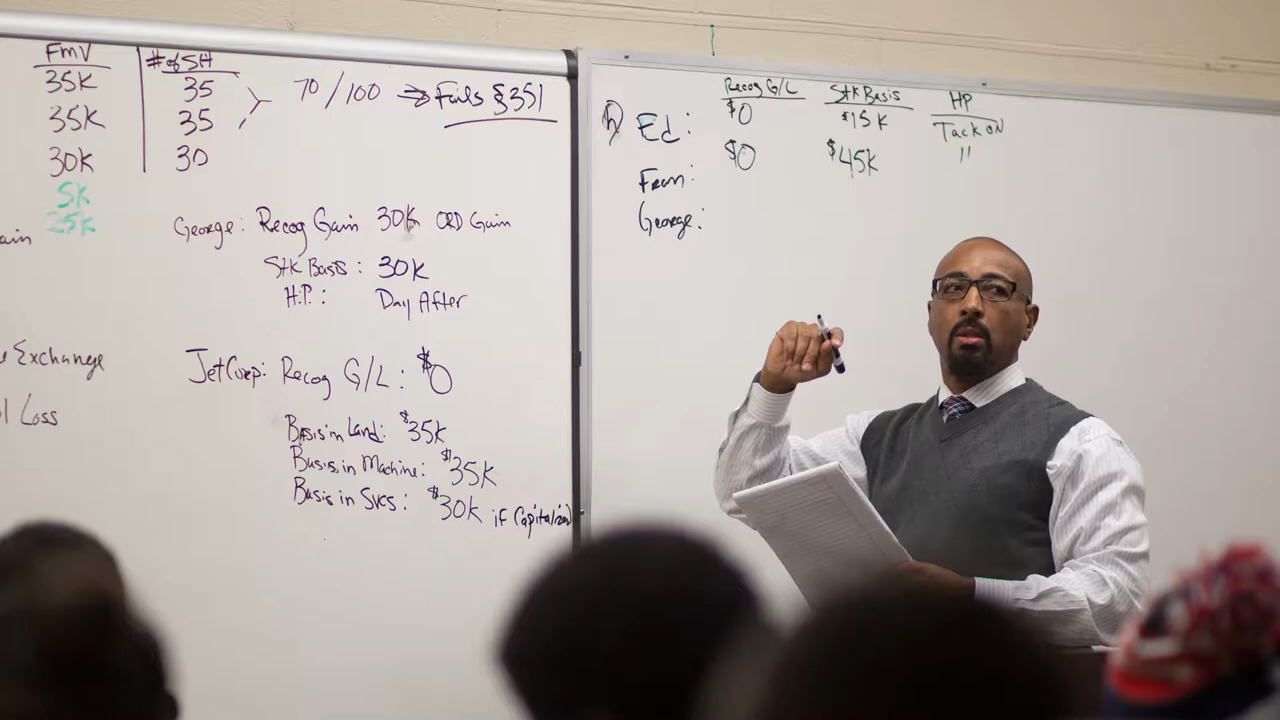 FMV # of SH
35K 35
35K 35
30K 30
5K
25K
70/100 ⇒ Fails §351
ain
George: Recog Gain 30K ORD Gain
Stk Basis: 30K
H.P.: Day After
Exchange
l Loss
JetCorp: Recog G/L: $0
Basis in Land: $35K
Basis in Machine: $35K
Basis in Svcs: $30K if Capitalized
Recog G/L Stk Basis HP
h) Ed: $0 $15K Tack on
Fran: $0 $45K "
George: